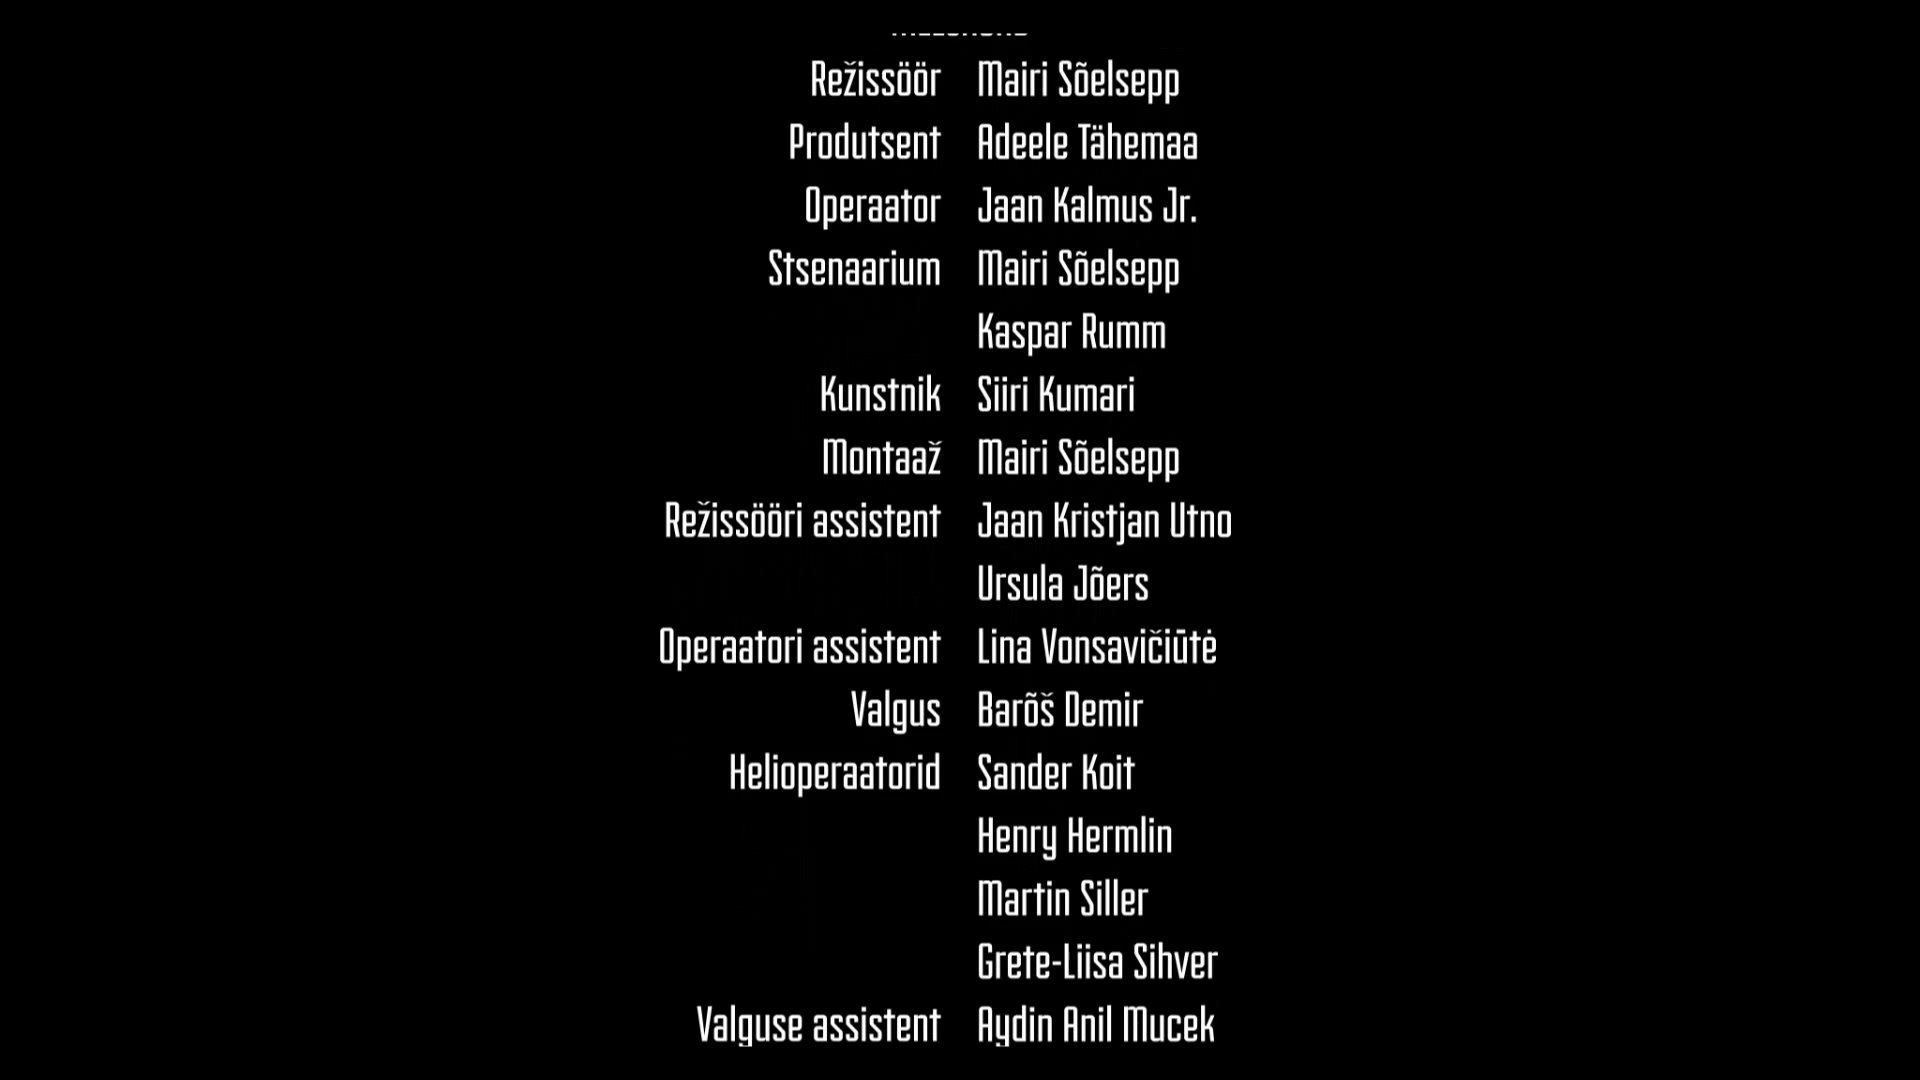 Režissöör Mairi Sõelsepp
Produtsent Adeele Tähemaa
Operaator Jaan Kalmus Jr.
Stsenaarium Mairi Sõelsepp
Kaspar Rumm
Kunstnik Siiri Kumari
Montaaž Mairi Sõelsepp
Režissööri assistent Jaan Kristjan Utno
Ursula Jõers
Operaatori assistent Lina Vonsavičiūtė
Valgus Barõš Demir
Helioperaatorid Sander Koit
Henry Hermlin
Martin Siller
Grete-Liisa Sihver
Valguse assistent Aydin Anil Mucek